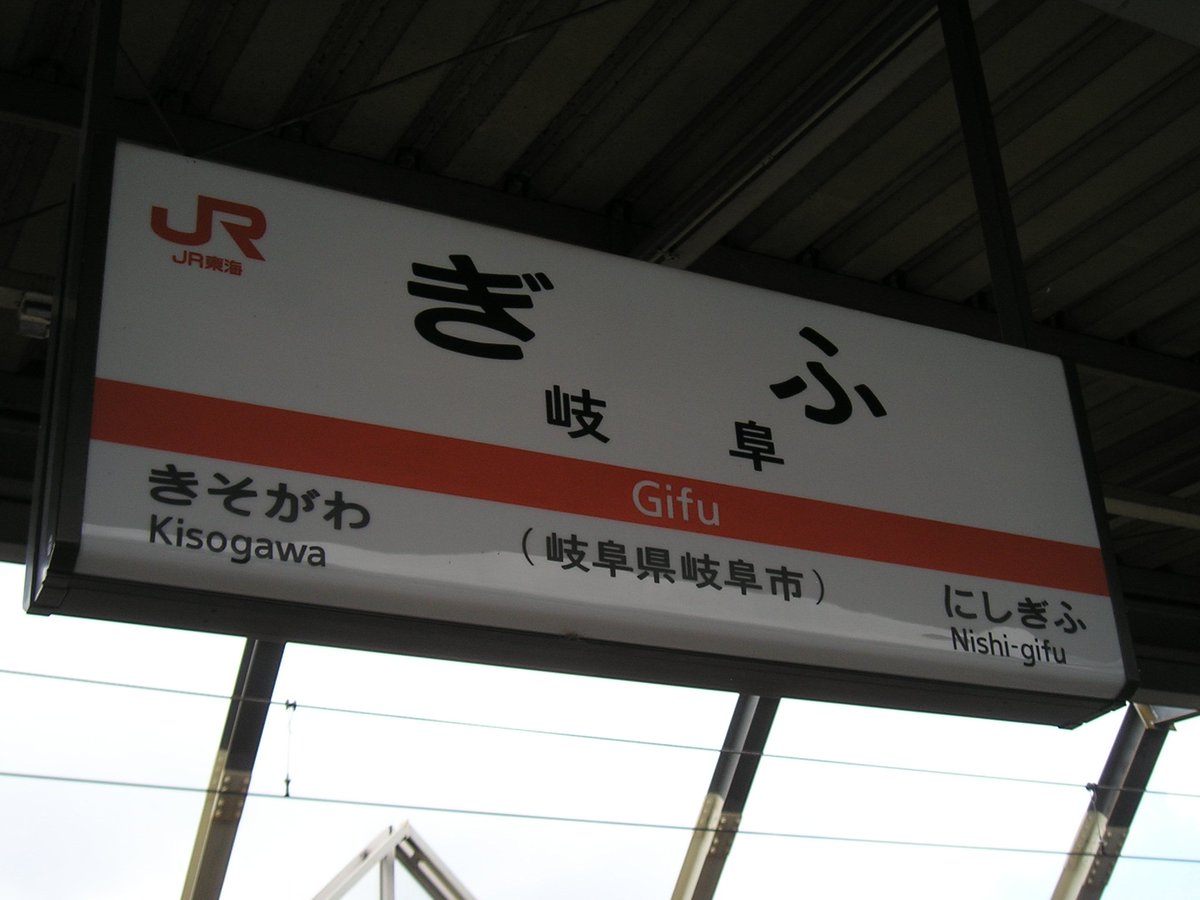 JR
JR東海
ぎふ
岐阜
Gifu
きそがわ
Kisogawa
(岐阜県岐阜市)
にしぎふ
Nishi-gifu